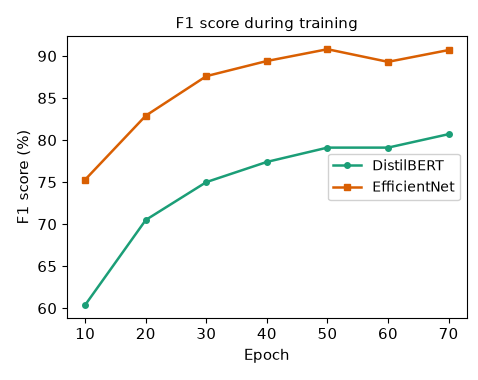 F1 score during training
F1 score (%)
90
85
80
75
70
65
60
DistilBERT
EfficientNet
10 20 30 40 50 60 70
Epoch